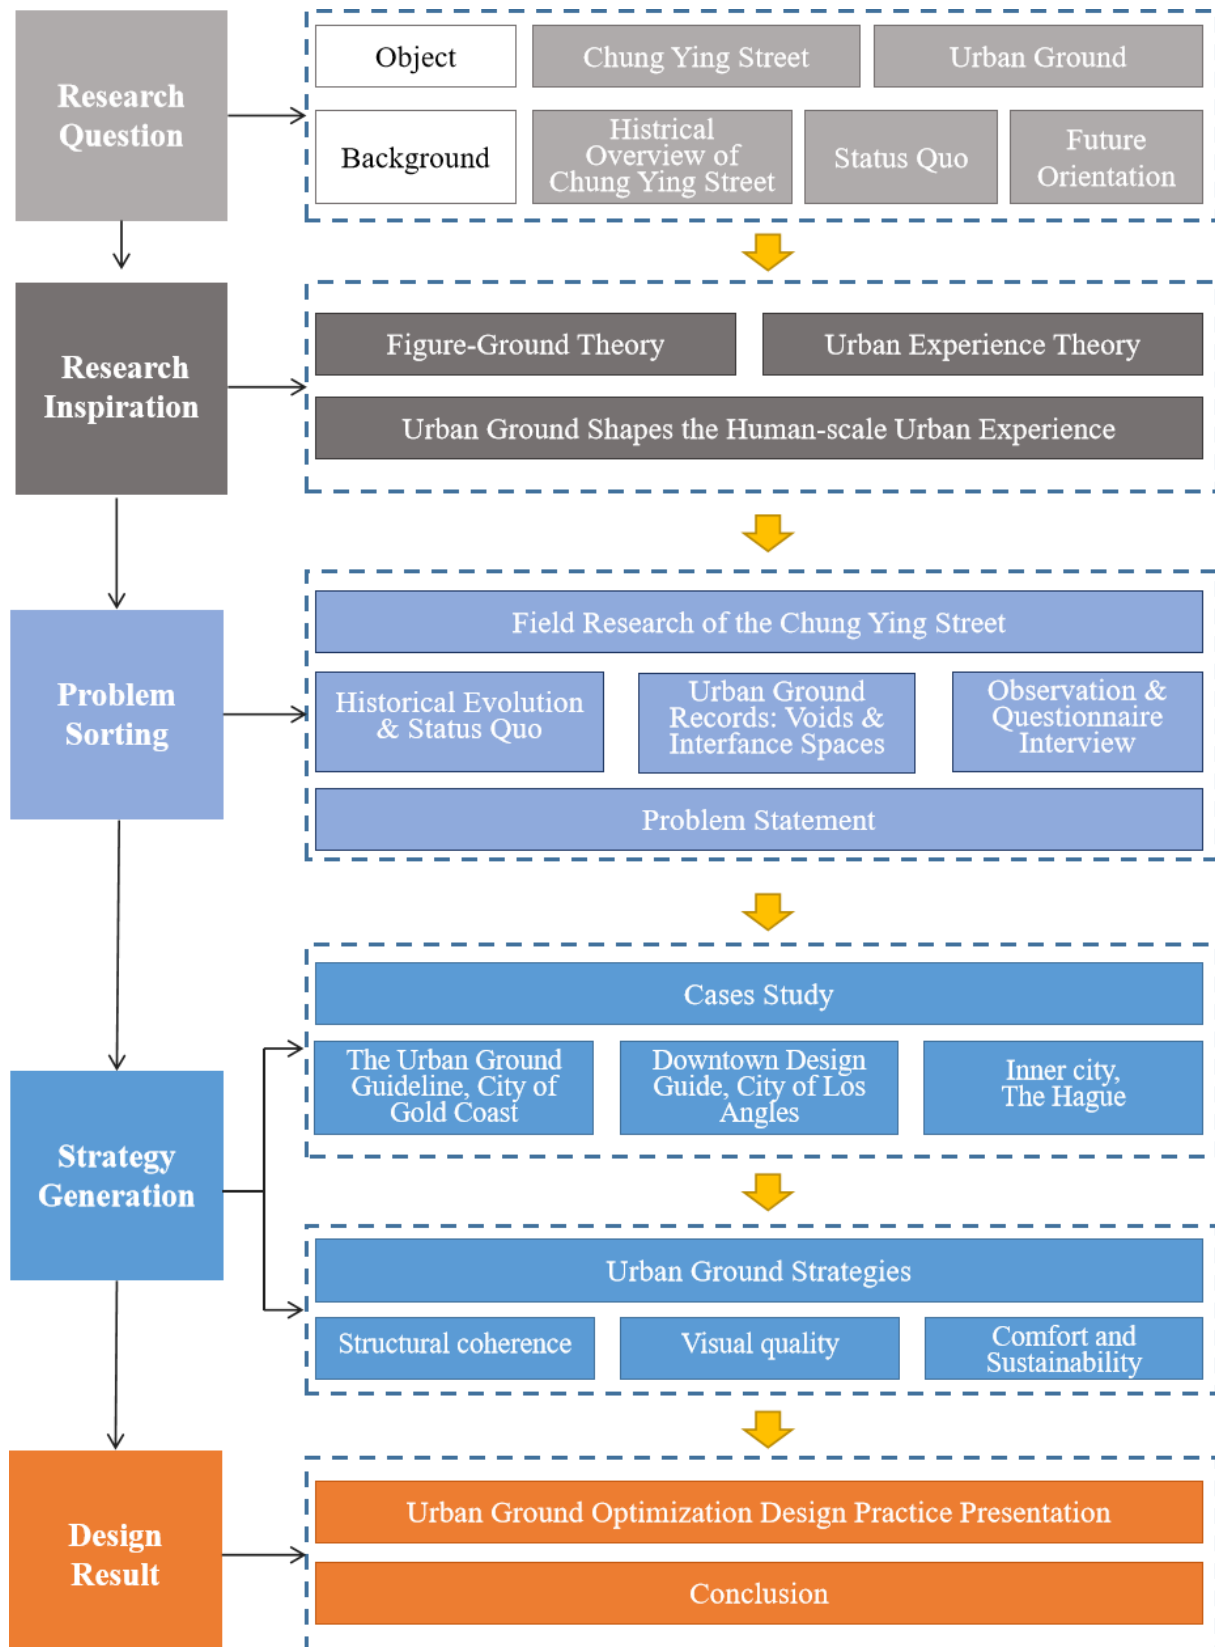 Research
Question
Object
Chung Ying Street
Urban Ground
Background
Histrical
Overview of
Chung Ying Street
Status Quo
Future
Orientation
Research
Inspiration
Figure-Ground Theory
Urban Experience Theory
Urban Ground Shapes the Human-scale Urban Experience
Problem
Sorting
Field Research of the Chung Ying Street
Historical Evolution
& Status Quo
Urban Ground
Records: Voids &
Interfance Spaces
Observation &
Questionnaire
Interview
Problem Statement
Strategy
Generation
Cases Study
The Urban Ground
Guideline, City of
Gold Coast
Downtown Design
Guide, City of Los
Angles
Inner city,
The Hague
Urban Ground Strategies
Structural coherence
Visual quality
Comfort and
Sustainability
Design
Result
Urban Ground Optimization Design Practice Presentation
Conclusion